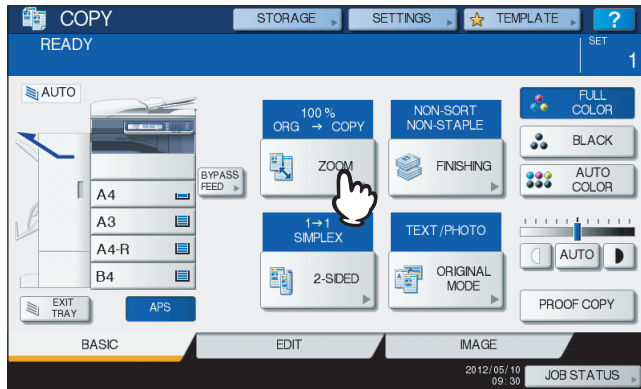 COPY
STORAGE
SETTINGS
TEMPLATE
?
READY
SET
1
AUTO
A4
A3
A4-R
B4
BYPASS
FEED
EXIT
TRAY
APS
100 %
ORG → COPY
ZOOM
NON-SORT
NON-STAPLE
FINISHING
1→1
SIMPLEX
2-SIDED
TEXT/PHOTO
ORIGINAL
MODE
FULL
COLOR
BLACK
AUTO
COLOR
AUTO
PROOF COPY
BASIC
EDIT
IMAGE
2012/05/10
09:30
JOB STATUS